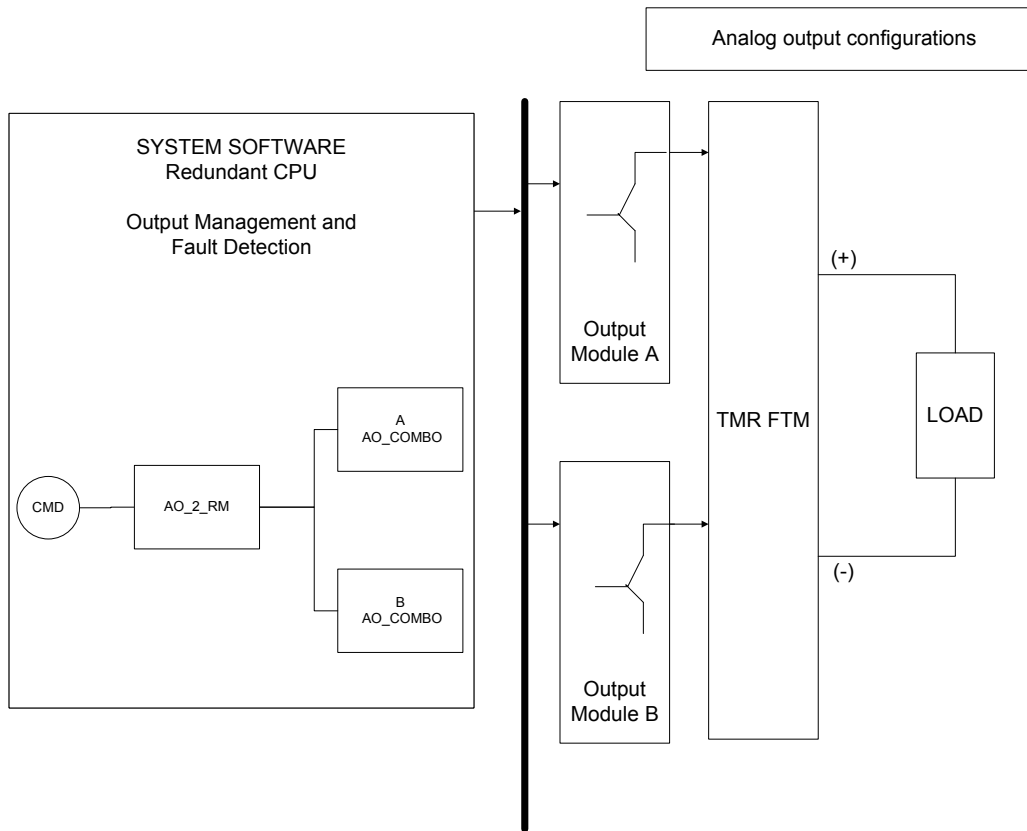 Analog output configurations
SYSTEM SOFTWARE
Redundant CPU
Output Management and
Fault Detection
A
AO_COMBO
CMD
AO_2_RM
B
AO_COMBO
Output
Module A
Output
Module B
TMR FTM
(+)
LOAD
(-)